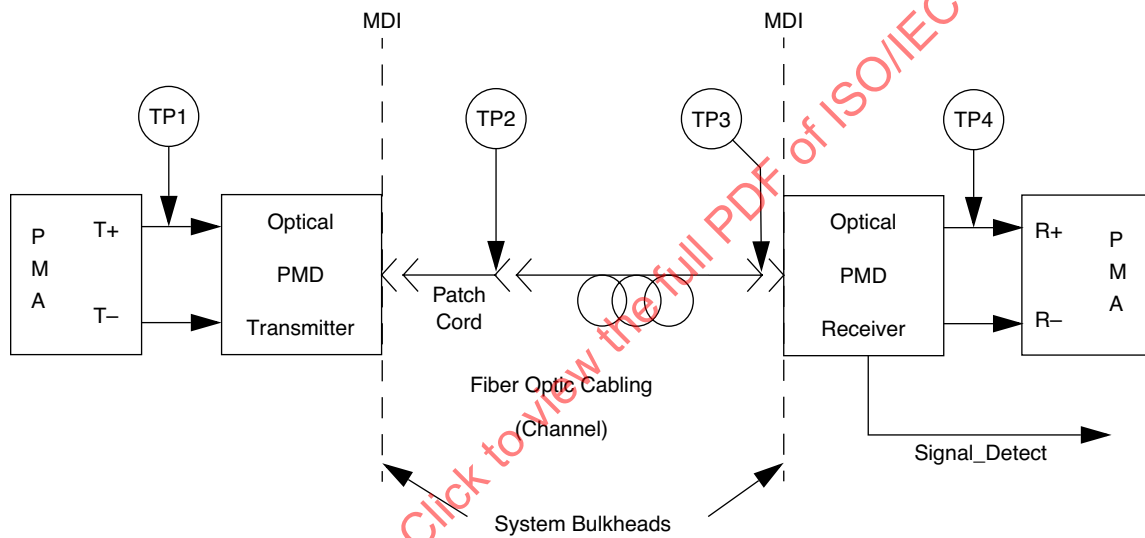 MDI
MDI
TP1
TP2
TP3
TP4
P
M
A
T+
T–
Optical
PMD
Transmitter
Patch
Cord
Fiber Optic Cabling
(Channel)
Optical
PMD
Receiver
R+
R–
P
M
A
Signal_Detect
System Bulkheads
Click to view the full PDF of ISO/IEC